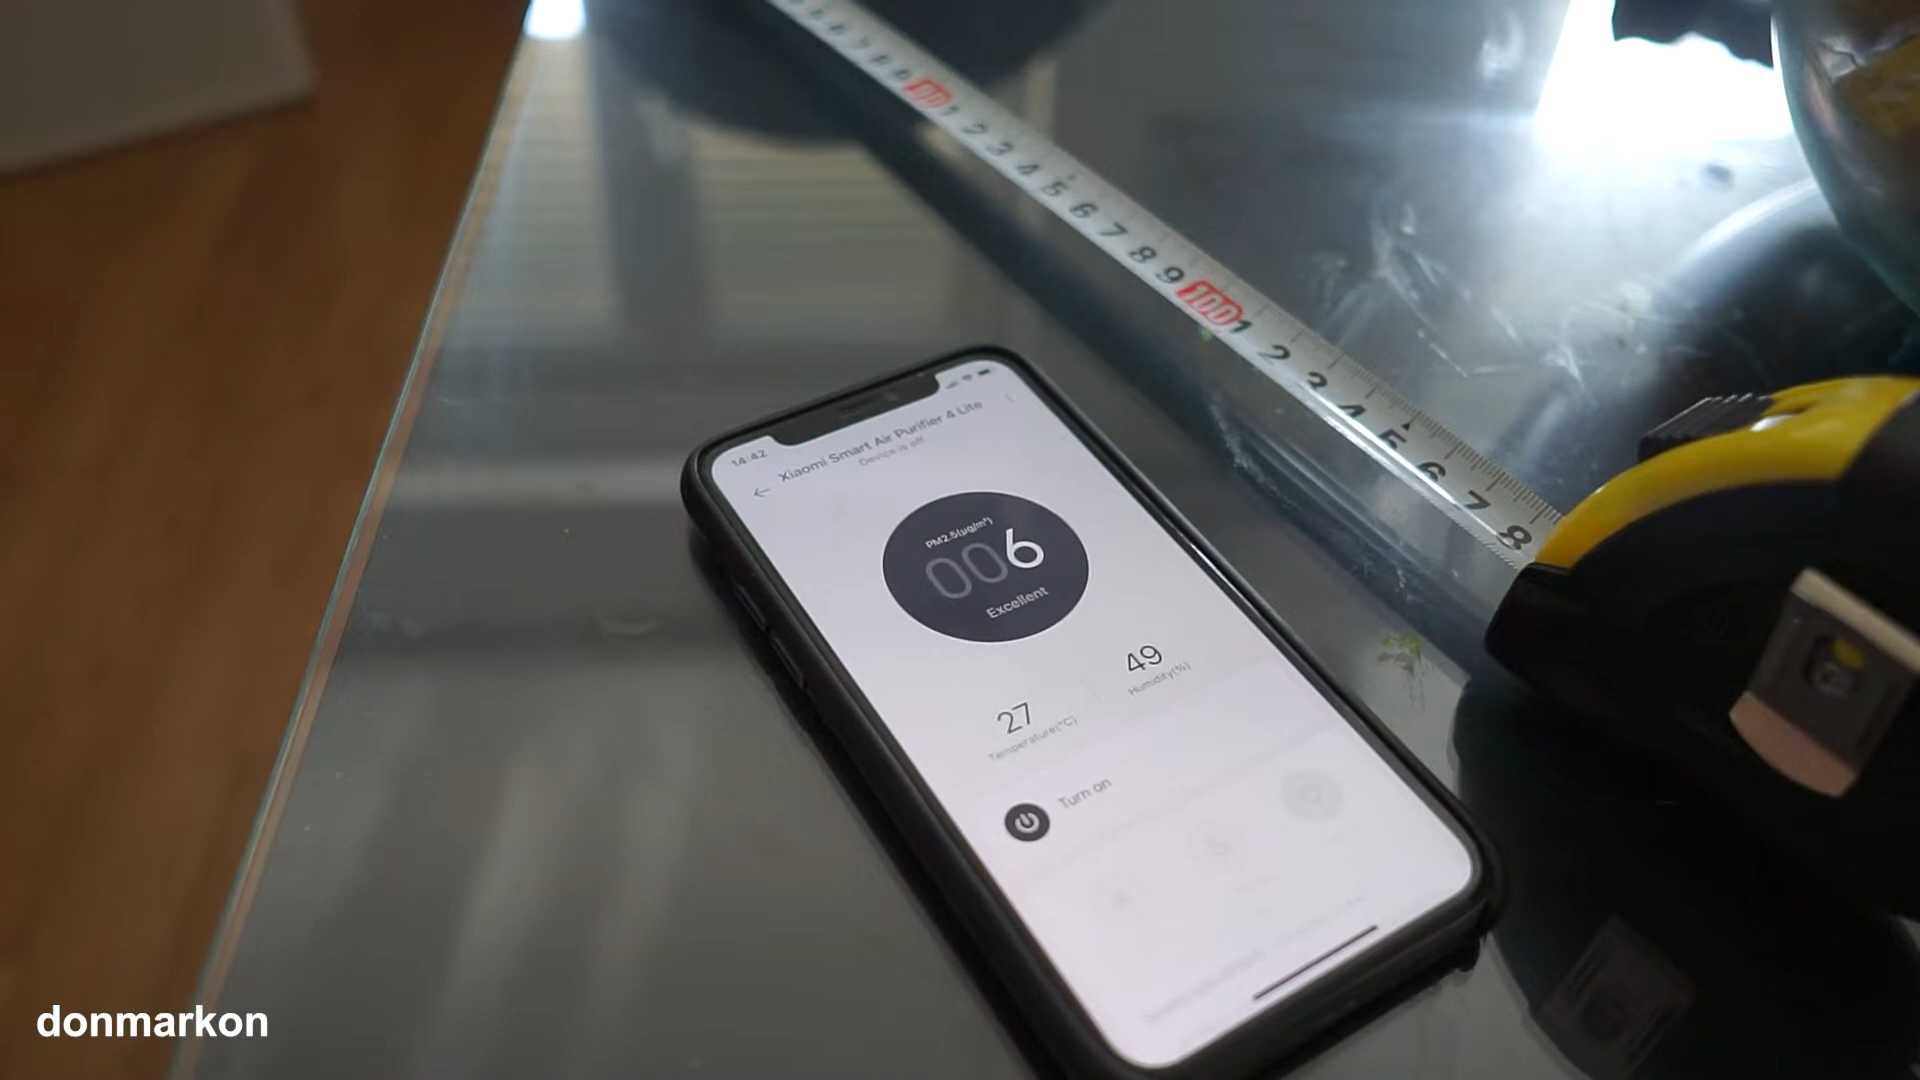 90 1 2 3 4 5 6 7 8 9 100 1 2 3 4 5 6 7 8
14:42
Xiaomi Smart Air Purifier 4 Lite
Device is off
PM2.5(μg/m³)
006
Excellent
27
Temperature(°C)
49
Humidity(%)
Turn on
donmarkon